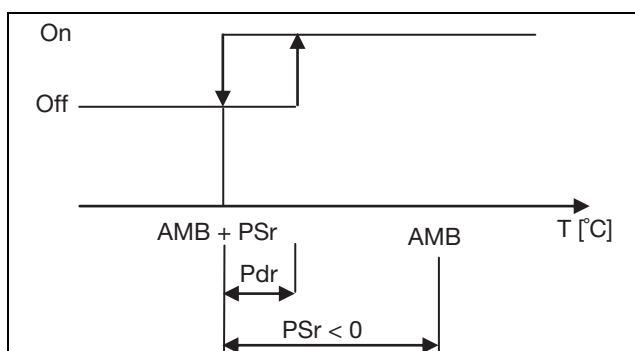 On
Off
AMB + PSr
AMB
T [°C]
Pdr
PSr < 0